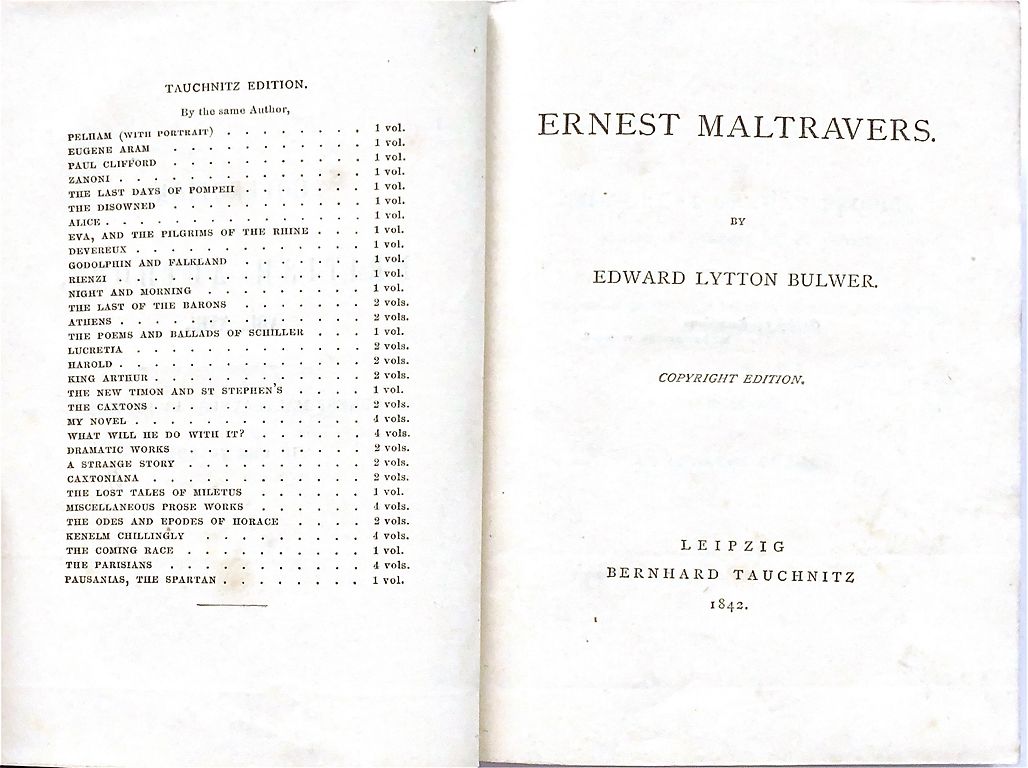 TAUCHNITZ EDITION.
By the same Author,
PELHAM (WITH PORTRAIT) . . . . . . . . 1 vol.
EUGENE ARAM . . . . . . . . . . . 1 vol.
PAUL CLIFFORD . . . . . . . . . . . 1 vol.
ZANONI . . . . . . . . . . . . . . 1 vol.
THE LAST DAYS OF POMPEII . . . . . . . 1 vol.
THE DISOWNED . . . . . . . . . . . 1 vol.
ALICE . . . . . . . . . . . . . . . 1 vol.
EVA, AND THE PILGRIMS OF THE RHINE . . . 1 vol.
DEVEREUX . . . . . . . . . . . . . 1 vol.
GODOLPHIN AND FALKLAND . . . . . . . 1 vol.
RIENZI . . . . . . . . . . . . . . 1 vol.
NIGHT AND MORNING . . . . . . . . . 1 vol.
THE LAST OF THE BARONS . . . . . . . 2 vols.
ATHENS . . . . . . . . . . . . . . 2 vols.
THE POEMS AND BALLADS OF SCHILLER . . . 1 vol.
LUCRETIA . . . . . . . . . . . . . 2 vols.
HAROLD . . . . . . . . . . . . . . 2 vols.
KING ARTHUR . . . . . . . . . . . . 2 vols.
THE NEW TIMON AND ST STEPHEN'S . . . . 1 vol.
THE CAXTONS . . . . . . . . . . . . 2 vols.
MY NOVEL . . . . . . . . . . . . . 4 vols.
WHAT WILL HE DO WITH IT? . . . . . . 4 vols.
DRAMATIC WORKS . . . . . . . . . . 2 vols.
A STRANGE STORY . . . . . . . . . . 2 vols.
CAXTONIANA . . . . . . . . . . . . 2 vols.
THE LOST TALES OF MILETUS . . . . . . 1 vol.
MISCELLANEOUS PROSE WORKS . . . . . . 4 vols.
THE ODES AND EPODES OF HORACE . . . . 2 vols.
KENELM CHILLINGLY . . . . . . . . . 4 vols.
THE COMING RACE . . . . . . . . . . 1 vol.
THE PARISIANS . . . . . . . . . . . 4 vols.
PAUSANIAS, THE SPARTAN . . . . . . . . 1 vol.
ERNEST MALTRAVERS.
BY
EDWARD LYTTON BULWER.
COPYRIGHT EDITION.
LEIPZIG
BERNHARD TAUCHNITZ
1842.